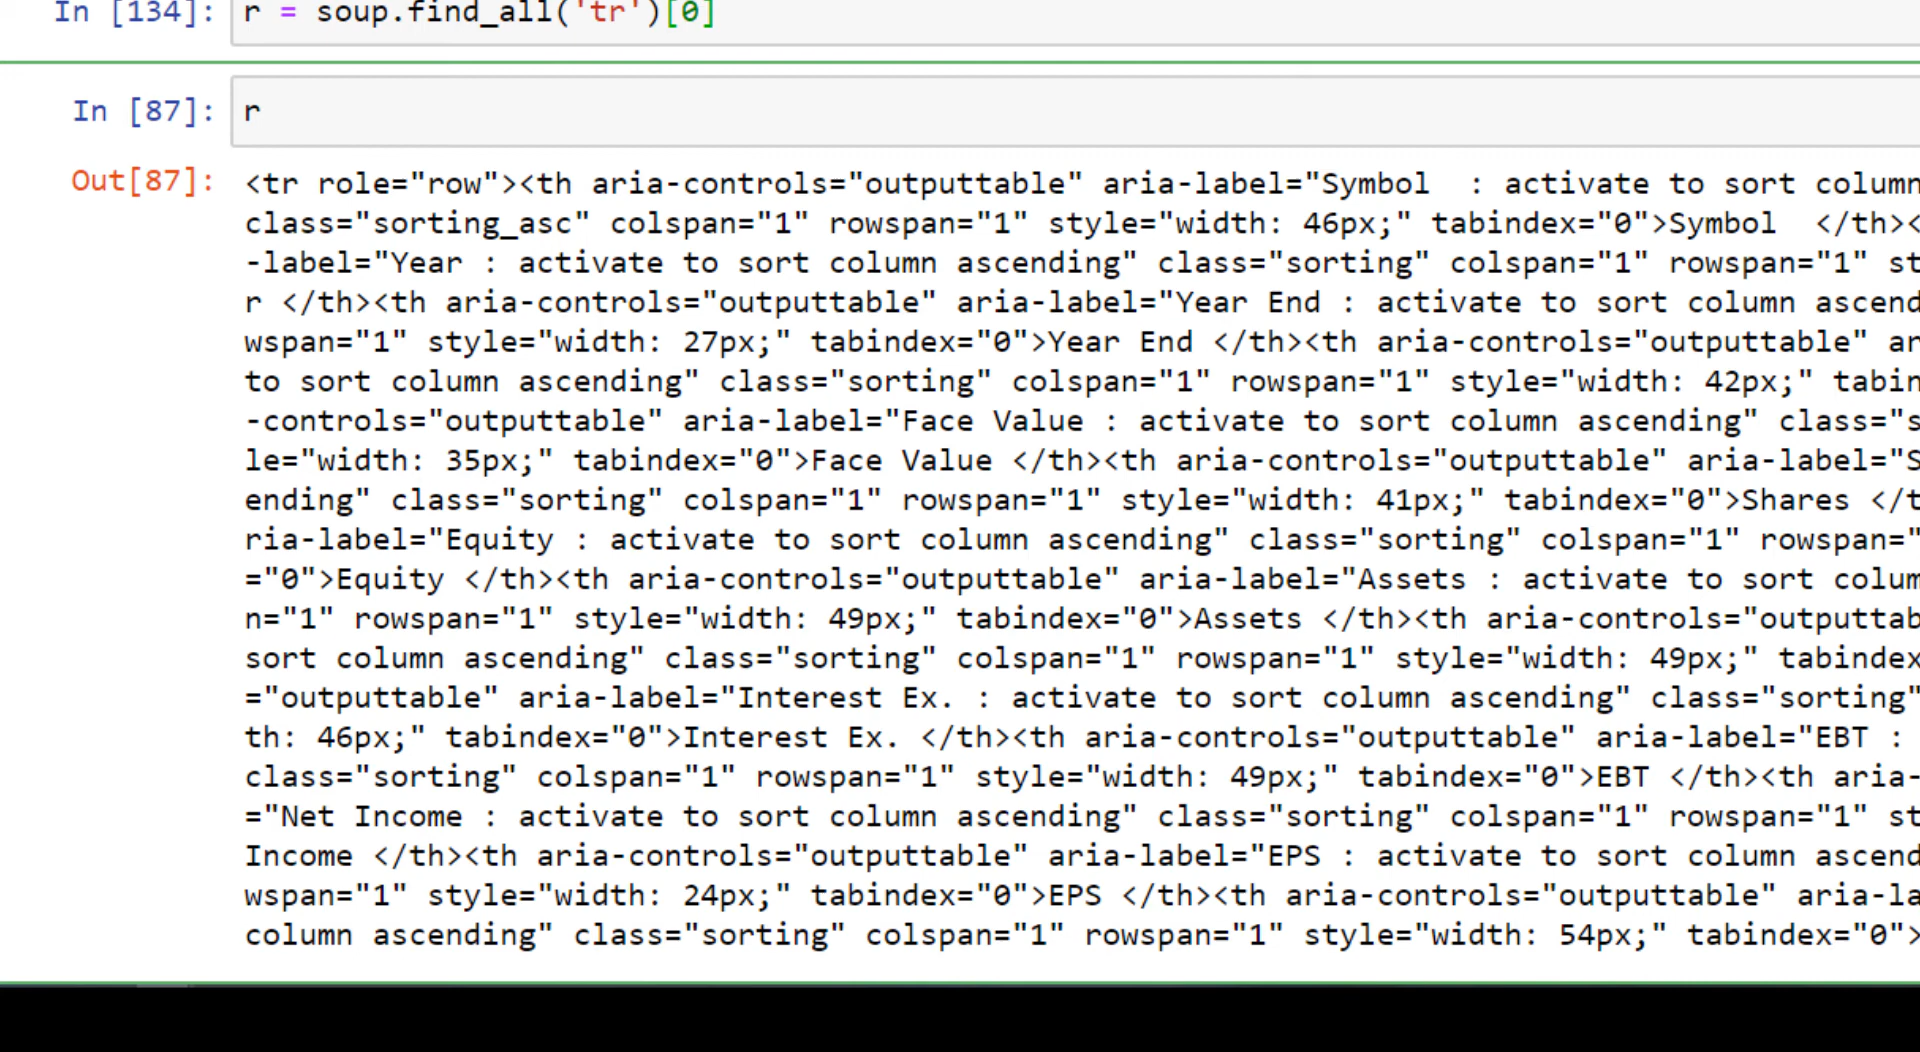 In [134]: r = soup.find_all('tr')[0]
In [87]: r
Out[87]: <tr role="row"><th aria-controls="outputtable" aria-label="Symbol  : activate to sort column
class="sorting_asc" colspan="1" rowspan="1" style="width: 46px;" tabindex="0">Symbol  </th><
-label="Year : activate to sort column ascending" class="sorting" colspan="1" rowspan="1" st
r </th><th aria-controls="outputtable" aria-label="Year End : activate to sort column ascend
wspan="1" style="width: 27px;" tabindex="0">Year End </th><th aria-controls="outputtable" ar
to sort column ascending" class="sorting" colspan="1" rowspan="1" style="width: 42px;" tabin
-controls="outputtable" aria-label="Face Value : activate to sort column ascending" class="s
le="width: 35px;" tabindex="0">Face Value </th><th aria-controls="outputtable" aria-label="S
ending" class="sorting" colspan="1" rowspan="1" style="width: 41px;" tabindex="0">Shares </t
ria-label="Equity : activate to sort column ascending" class="sorting" colspan="1" rowspan="
="0">Equity </th><th aria-controls="outputtable" aria-label="Assets : activate to sort colum
n="1" rowspan="1" style="width: 49px;" tabindex="0">Assets </th><th aria-controls="outputtab
sort column ascending" class="sorting" colspan="1" rowspan="1" style="width: 49px;" tabindex
="outputtable" aria-label="Interest Ex. : activate to sort column ascending" class="sorting"
th: 46px;" tabindex="0">Interest Ex. </th><th aria-controls="outputtable" aria-label="EBT :
class="sorting" colspan="1" rowspan="1" style="width: 49px;" tabindex="0">EBT </th><th aria-
="Net Income : activate to sort column ascending" class="sorting" colspan="1" rowspan="1" st
Income </th><th aria-controls="outputtable" aria-label="EPS : activate to sort column ascend
wspan="1" style="width: 24px;" tabindex="0">EPS </th><th aria-controls="outputtable" aria-la
column ascending" class="sorting" colspan="1" rowspan="1" style="width: 54px;" tabindex="0">